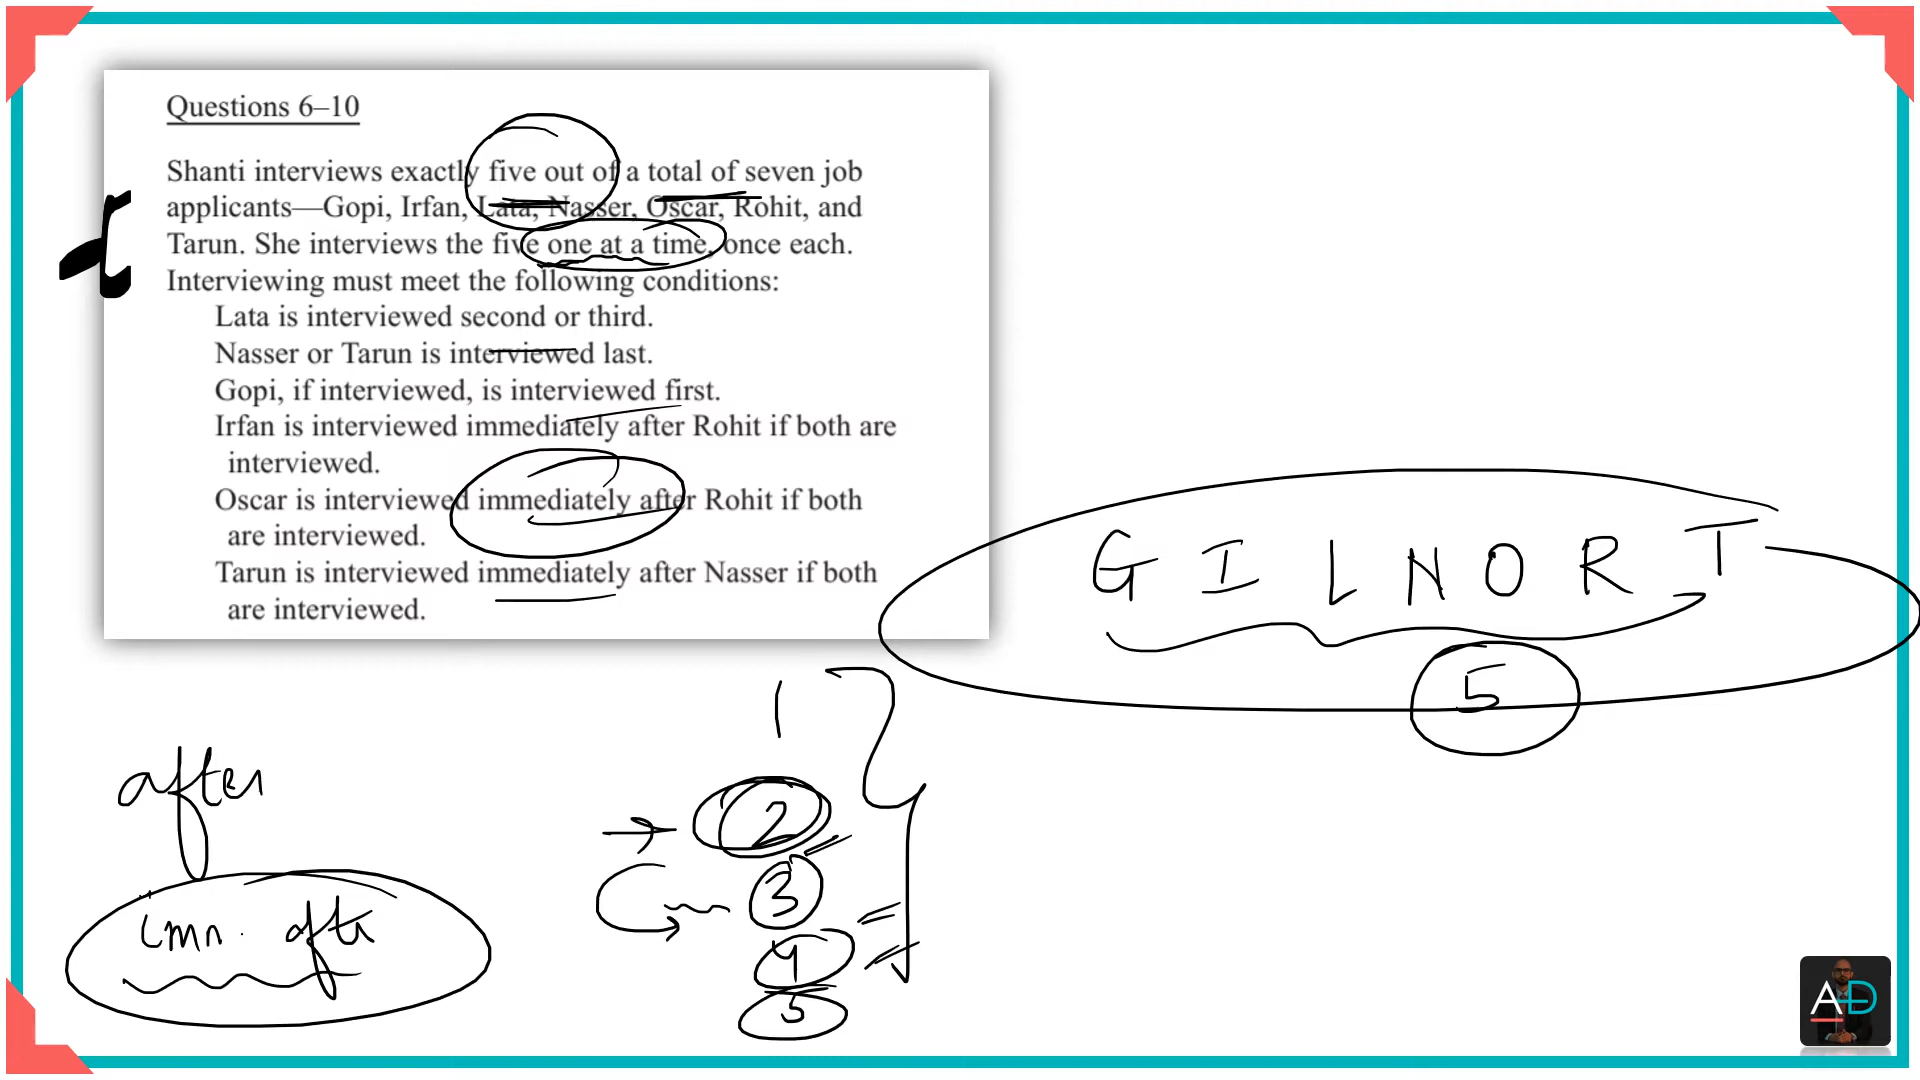 Questions 6–10
Shanti interviews exactly five out of a total of seven job
applicants—Gopi, Irfan, Lata, Nasser, Oscar, Rohit, and
Tarun. She interviews the five one at a time, once each.
Interviewing must meet the following conditions:
Lata is interviewed second or third.
Nasser or Tarun is interviewed last.
Gopi, if interviewed, is interviewed first.
Irfan is interviewed immediately after Rohit if both are
interviewed.
Oscar is interviewed immediately after Rohit if both
are interviewed.
Tarun is interviewed immediately after Nasser if both
are interviewed.
G I L N O R T
5
1
2
3
4
5
after
imn. aftr
AD